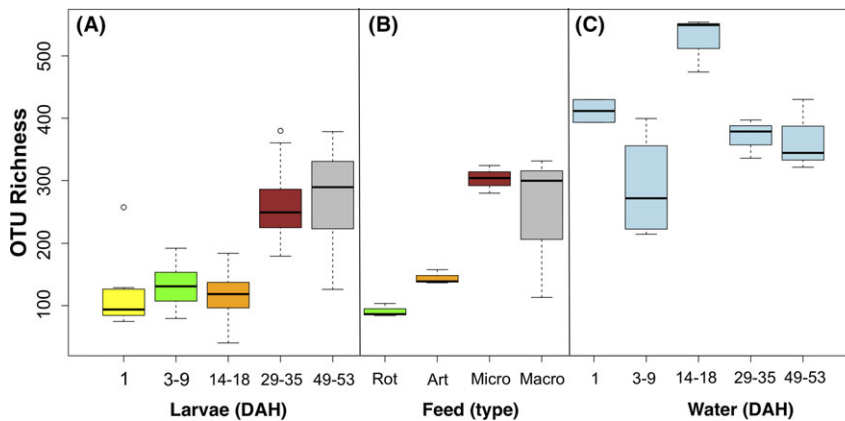 (A) (B) (C)
OTU Richness
500
400
300
200
100
1 3-9 14-18 29-35 49-53
Larvae (DAH)
Rot Art Micro Macro
Feed (type)
1 3-9 14-18 29-35 49-53
Water (DAH)